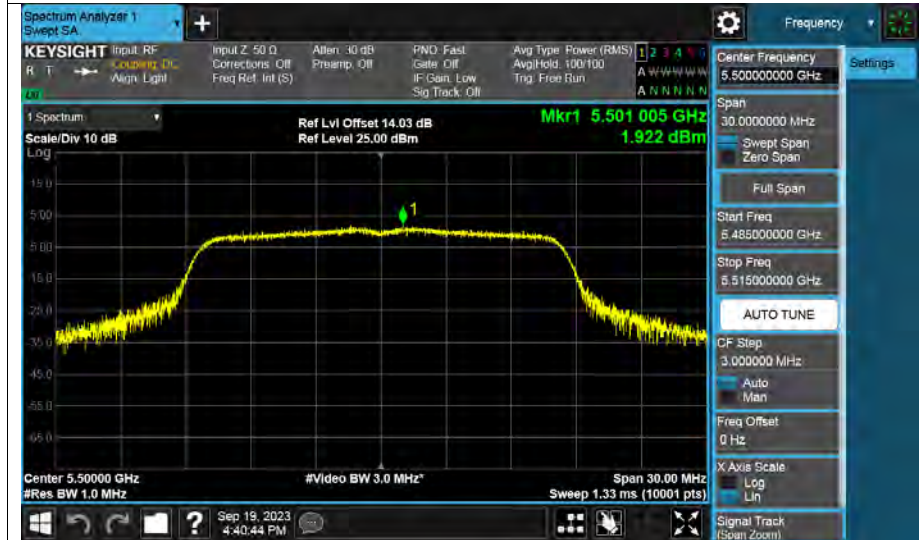 Spectrum Analyzer 1
Swept SA
+
Frequency
KEYSIGHT
R T
Input: RF
Coupling: DC
Align: Light
Input Z: 50 Ω
Corrections: Off
Freq Ref: Int (S)
Atten: 30 dB
Preamp: Off
PNO: Fast
Gate: Off
IF Gain: Low
Sig Track: Off
Avg Type: Power (RMS)
Avg|Hold: 100/100
Trig: Free Run
1 2 3 4 5 6
A W W W W W
A N N N N N
1 Spectrum
Scale/Div 10 dB
Log
Ref Lvl Offset 14.03 dB
Ref Level 25.00 dBm
Mkr1 5.501 005 GHz
1.922 dBm
15.0
5.00
-5.00
-15.0
-25.0
-35.0
-45.0
-55.0
-65.0
1
Center 5.50000 GHz
#Res BW 1.0 MHz
#Video BW 3.0 MHz*
Span 30.00 MHz
Sweep 1.33 ms (10001 pts)
?
Sep 19, 2023
4:40:44 PM
Center Frequency
5.500000000 GHz
Settings
Span
30.0000000 MHz
Swept Span
Zero Span
Full Span
Start Freq
5.485000000 GHz
Stop Freq
5.515000000 GHz
AUTO TUNE
CF Step
3.000000 MHz
Auto
Man
Freq Offset
0 Hz
X Axis Scale
Log
Lin
Signal Track
(Span Zoom)